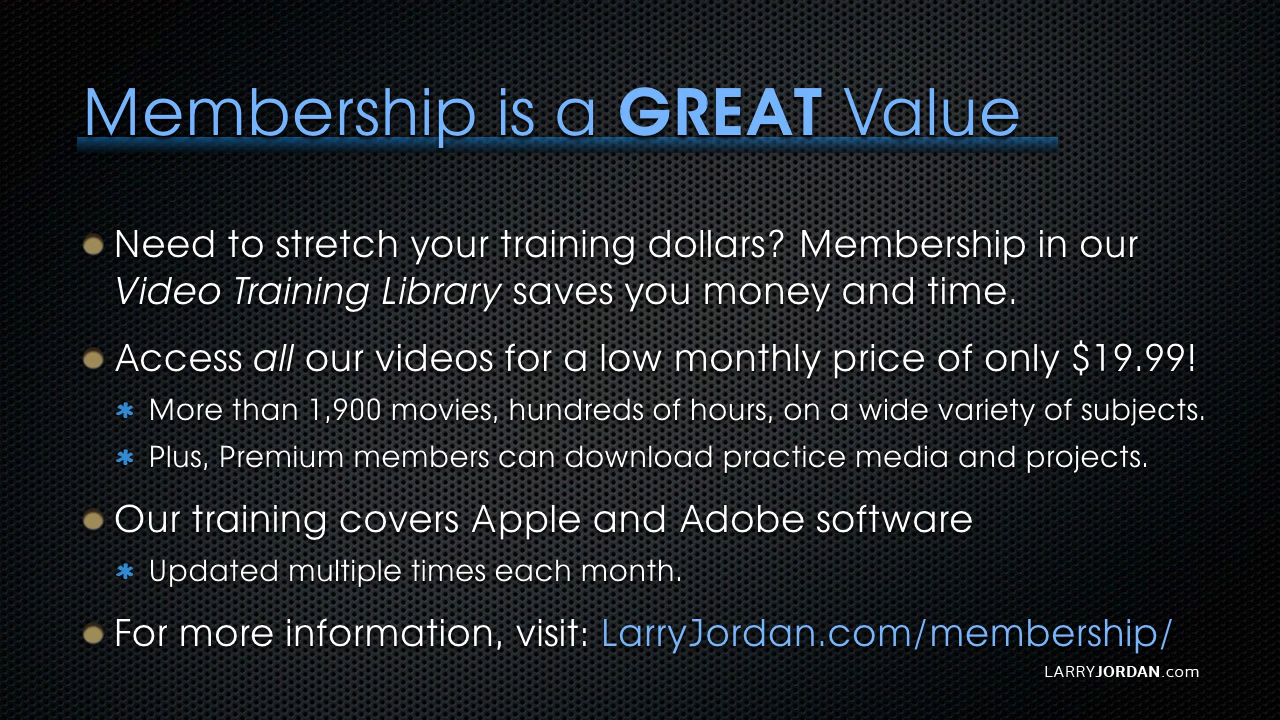 Membership is a GREAT Value
Need to stretch your training dollars? Membership in our
Video Training Library saves you money and time.
Access all our videos for a low monthly price of only $19.99!
More than 1,900 movies, hundreds of hours, on a wide variety of subjects.
Plus, Premium members can download practice media and projects.
Our training covers Apple and Adobe software
Updated multiple times each month.
For more information, visit: LarryJordan.com/membership/
LARRYJORDAN.com